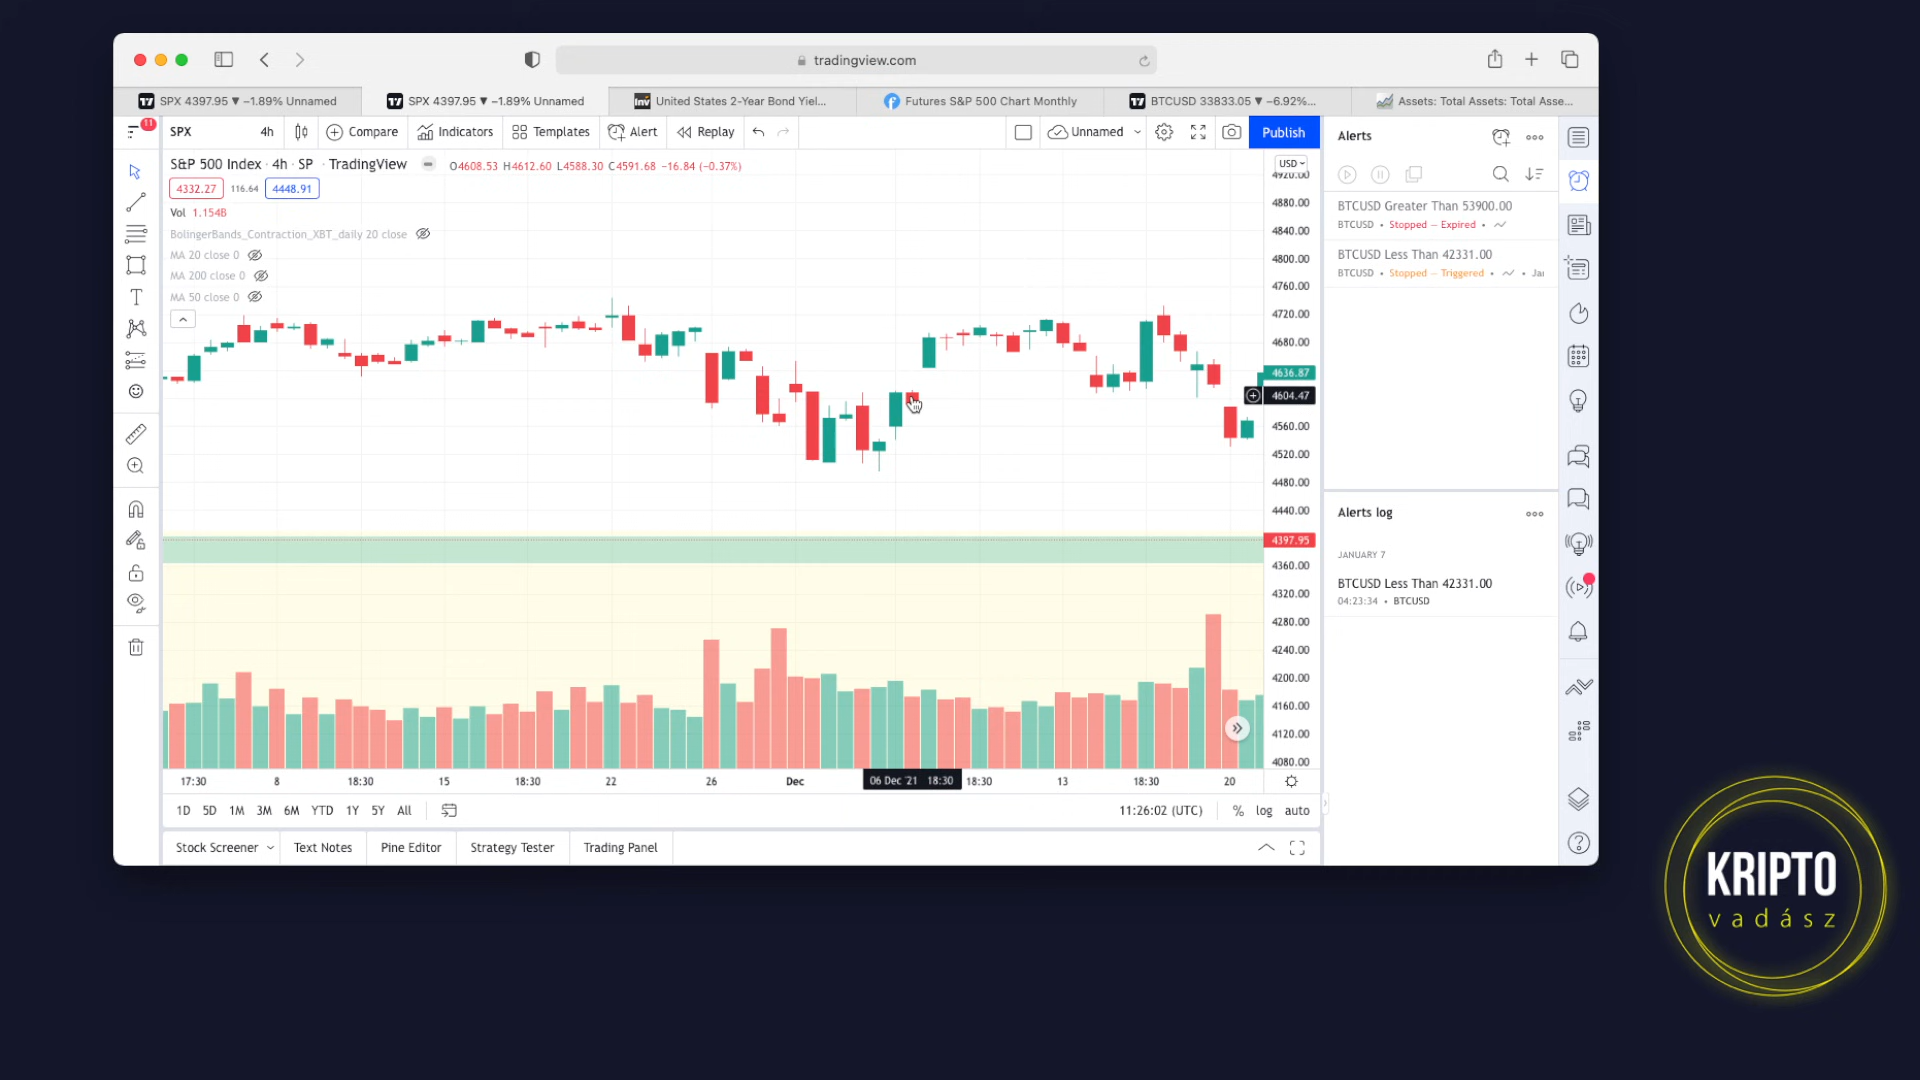 tradingview.com
SPX 4397.95 ▼ −1.89% Unnamed
SPX 4397.95 ▼ −1.89% Unnamed
Inv United States 2-Year Bond Yiel...
Futures S&P 500 Chart Monthly
BTCUSD 33833.05 ▼ −6.92%...
Assets: Total Assets: Total Asse...
11
SPX 4h Compare Indicators Templates Alert Replay Unnamed Publish
S&P 500 Index · 4h · SP · TradingView O4608.53 H4612.60 L4588.30 C4591.68 −16.84 (−0.37%)
4332.27 116.64 4448.91
Vol 1.154B
BolingerBands_Contraction_XBT_daily 20 close
MA 20 close 0
MA 200 close 0
MA 50 close 0
USD
4920.00
4880.00
4840.00
4800.00
4760.00
4720.00
4680.00
4636.87
4604.47
4560.00
4520.00
4480.00
4440.00
4397.95
4360.00
4320.00
4280.00
4240.00
4200.00
4160.00
4120.00
4080.00
17:30 8 18:30 15 18:30 22 26 Dec 06 Dec '21 18:30 18:30 13 18:30 20
1D 5D 1M 3M 6M YTD 1Y 5Y All 11:26:02 (UTC) % log auto
Stock Screener Text Notes Pine Editor Strategy Tester Trading Panel
Alerts
BTCUSD Greater Than 53900.00
BTCUSD • Stopped — Expired •
BTCUSD Less Than 42331.00
BTCUSD • Stopped — Triggered • • Jai
Alerts log
JANUARY 7
BTCUSD Less Than 42331.00
04:23:34 • BTCUSD
KRIPTO
vadász